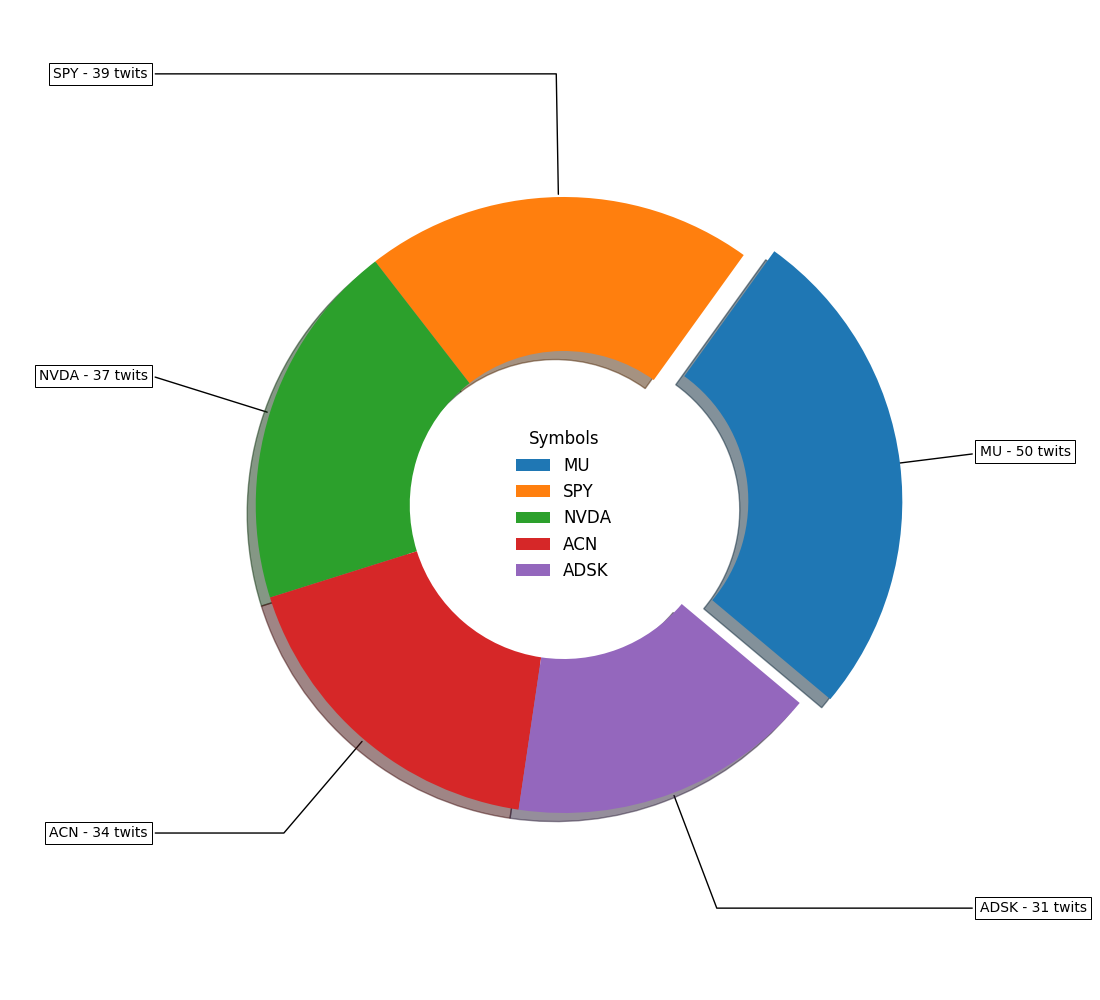 SPY - 39 twits
NVDA - 37 twits
MU - 50 twits
Symbols
MU
SPY
NVDA
ACN
ADSK
ACN - 34 twits
ADSK - 31 twits